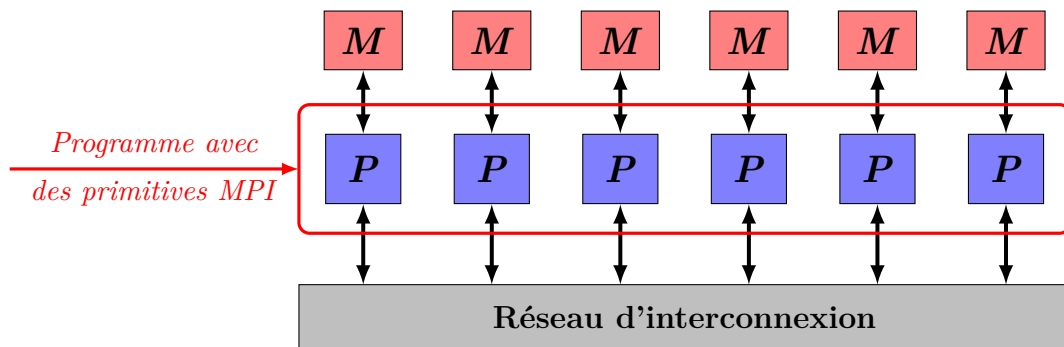 M M M M M M
Programme avec
des primitives MPI
P P P P P P
Réseau d'interconnexion